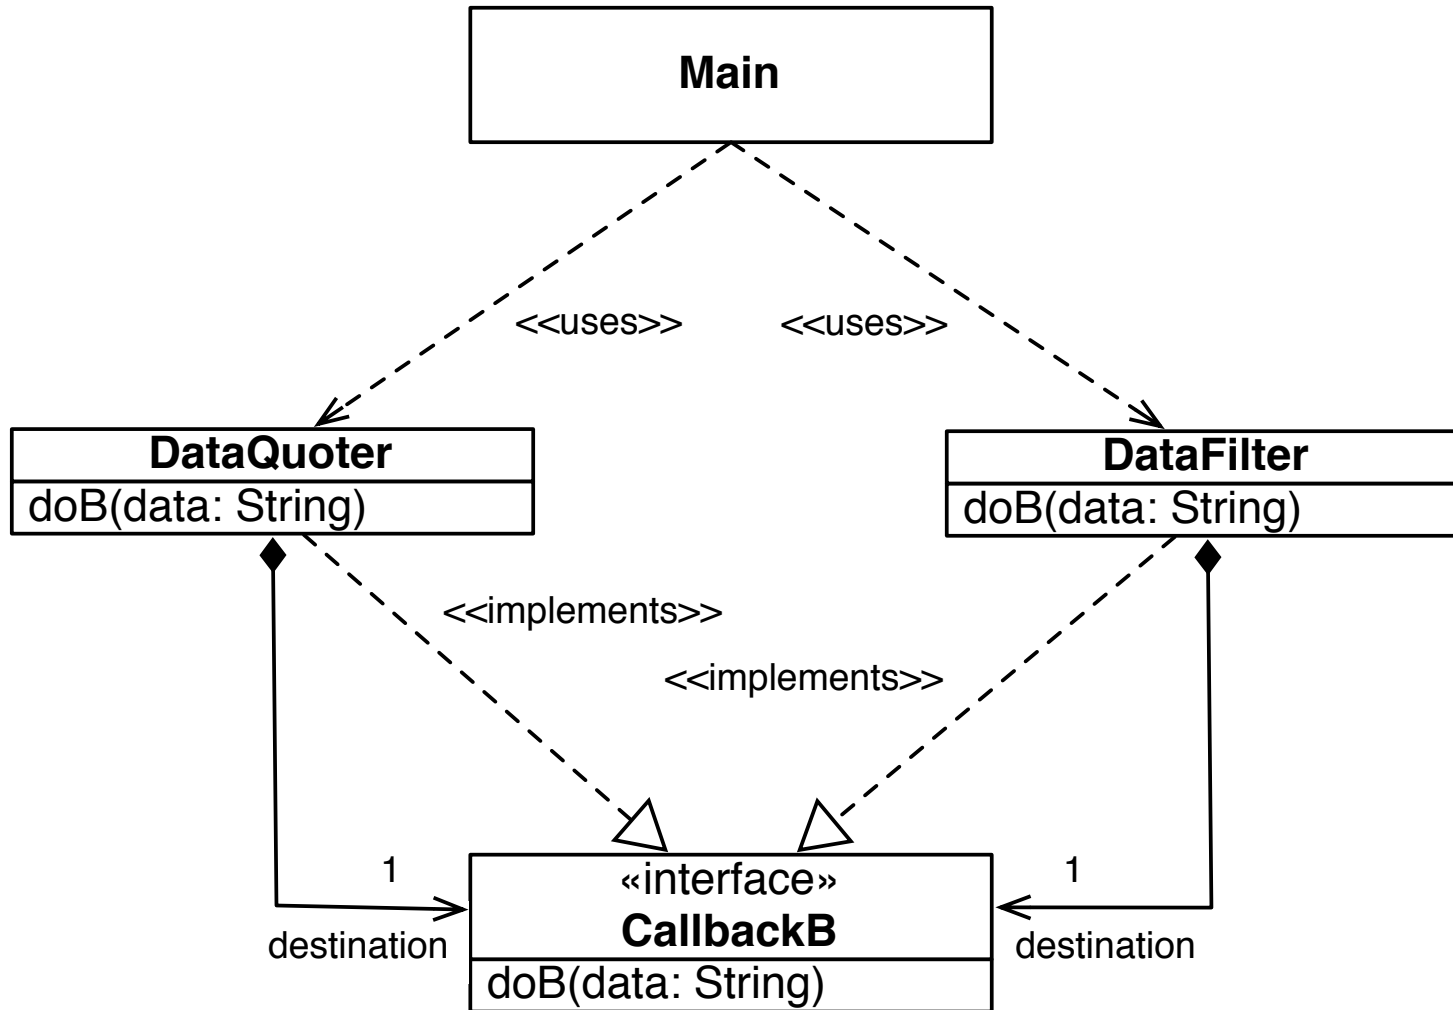 Main
<<uses>>
<<uses>>
DataQuoter
doB(data: String)
DataFilter
doB(data: String)
<<implements>>
<<implements>>
1
destination
«interface»
CallbackB
doB(data: String)
1
destination